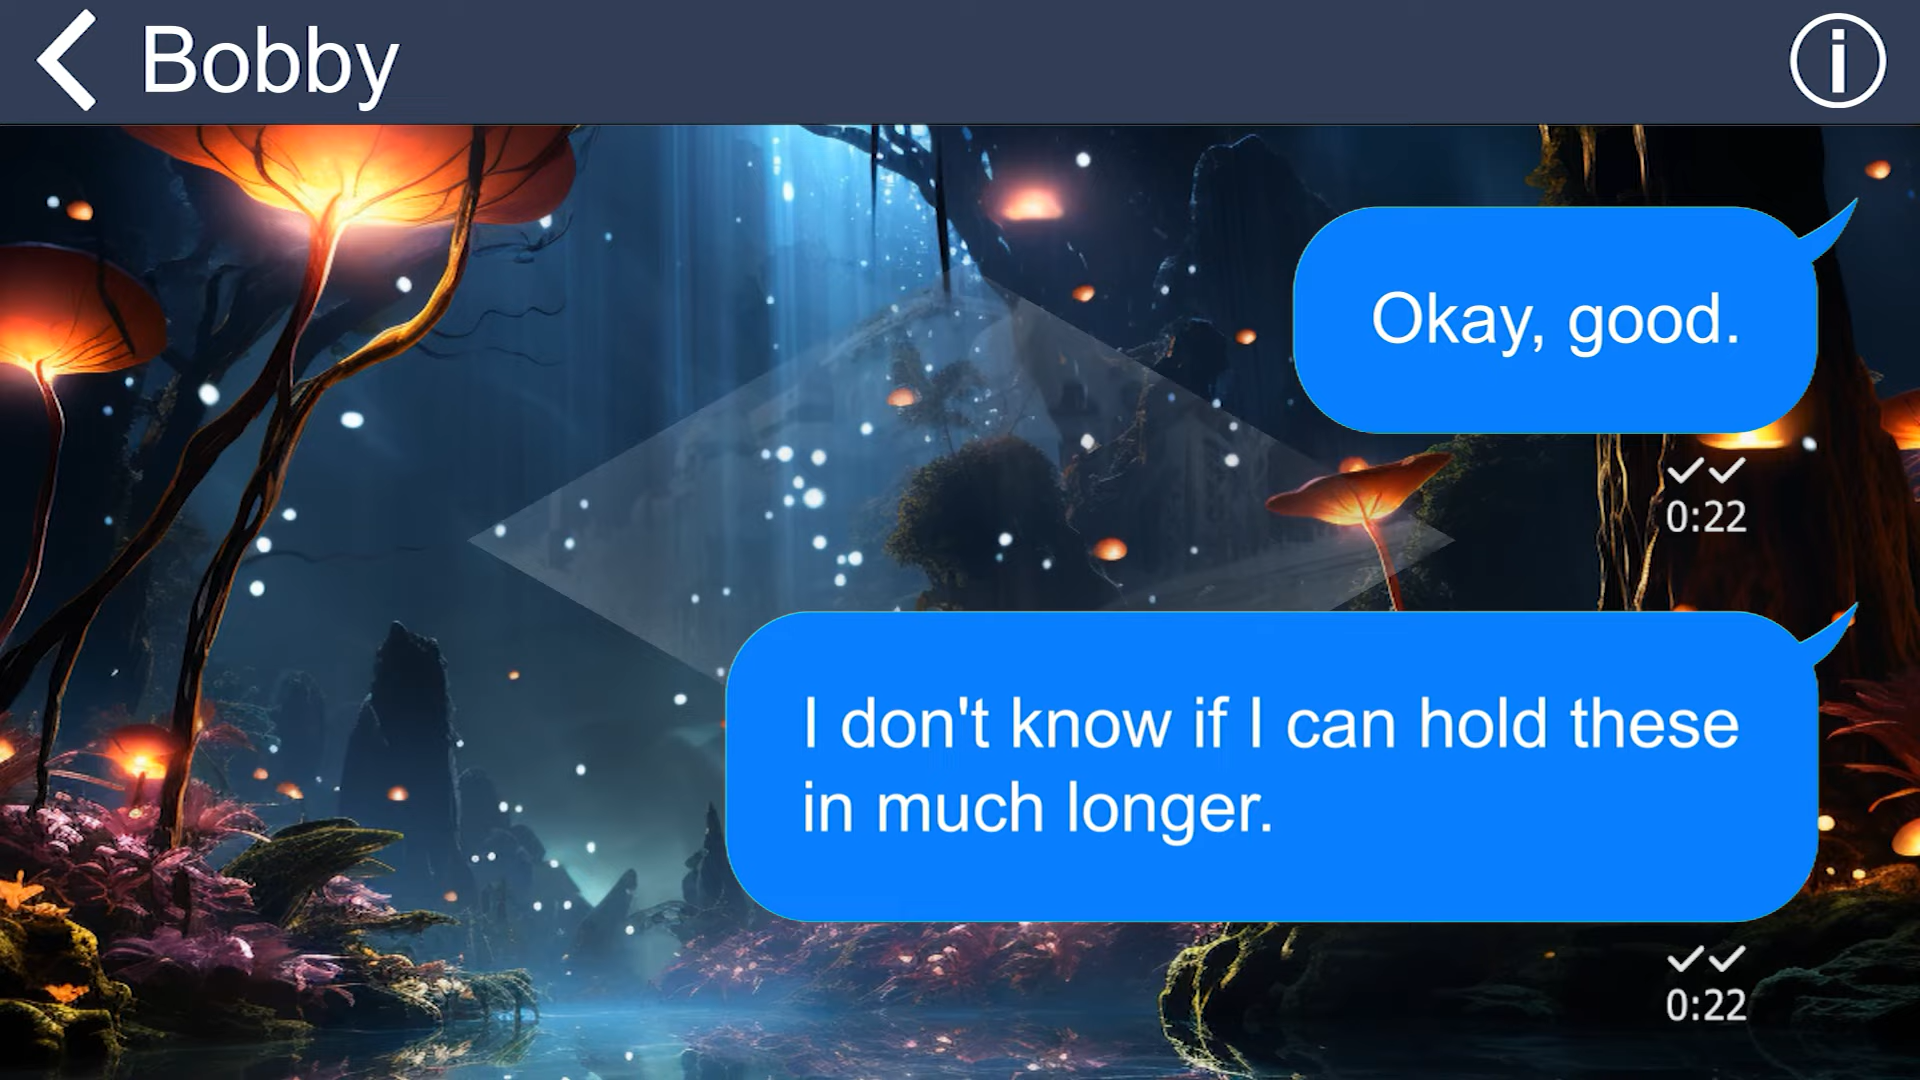 Bobby
Okay, good.
0:22
I don't know if I can hold these
in much longer.
0:22